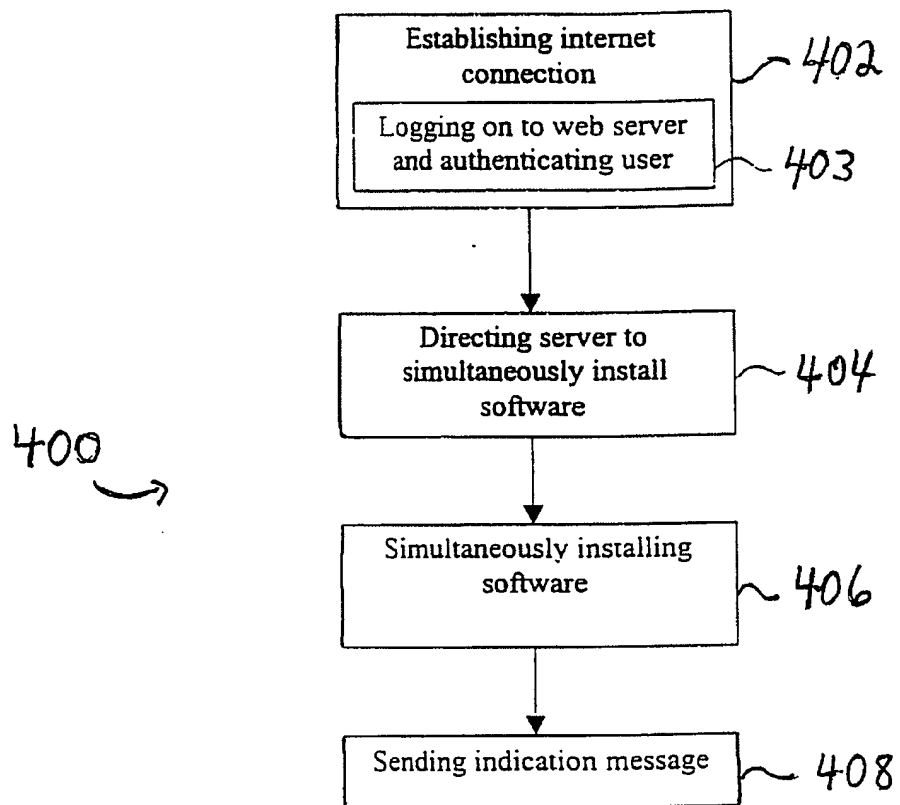 Establishing internet
connection
402
Logging on to web server
and authenticating user
403
Directing server to
simultaneously install
software
404
400
Simultaneously installing
software
406
Sending indication message
408